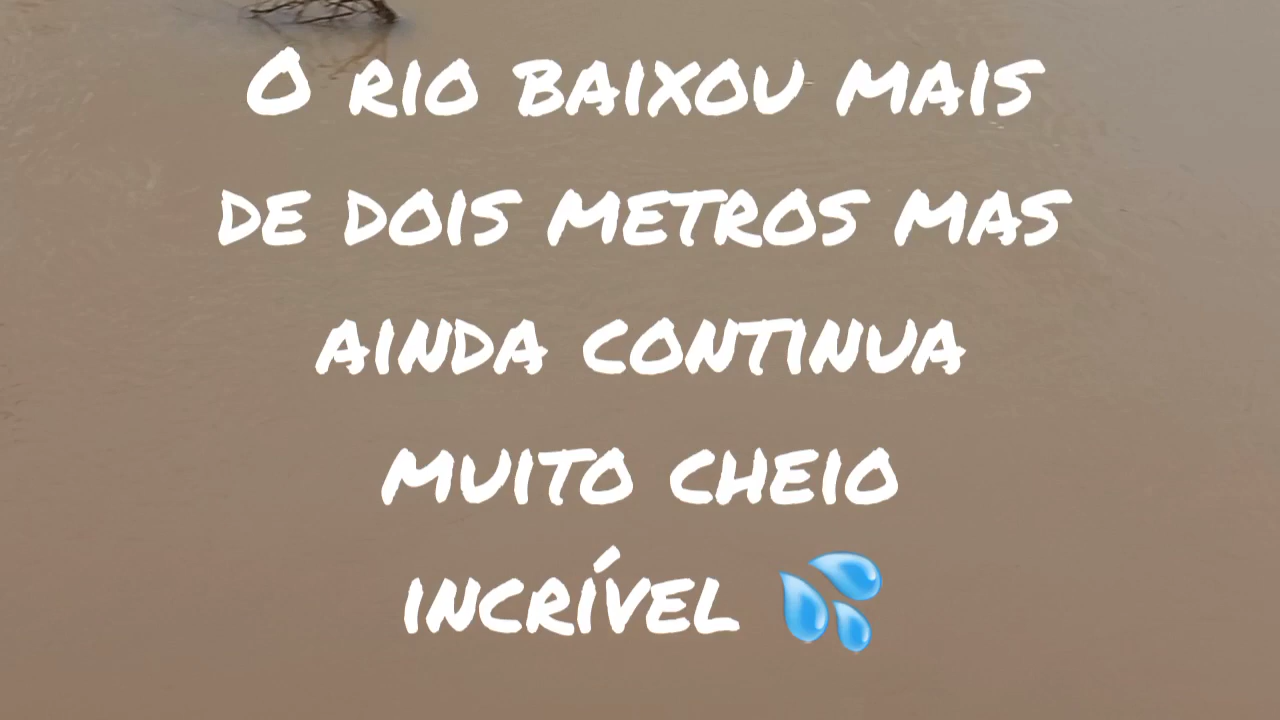 O rio baixou mais
de dois metros mas
ainda continua
muito cheio
incrível 💦